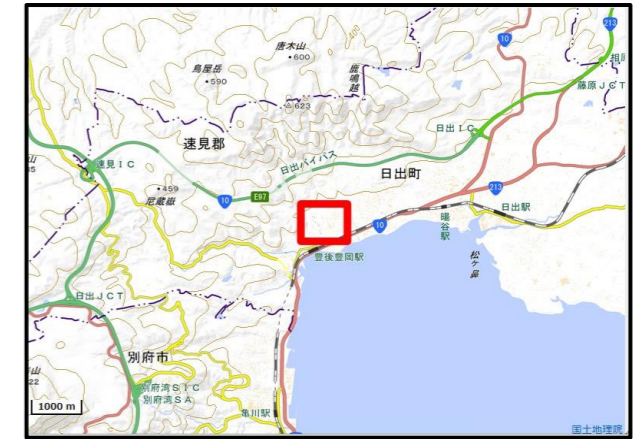 213
10
唐木山
•600
鳥屋岳
•590
鹿鳴越
相原
藤原JCT
△623
日出IC
速見郡
日出バイパス
日出町
速見IC
•459
尼蔵嶽
10
E97
213
日出駅
暘谷駅
10
豊後豊岡駅
松ヶ鼻
日出JCT
別府市
別府湾SIC
別府湾SA
1000 m
亀川駅
国土地理院